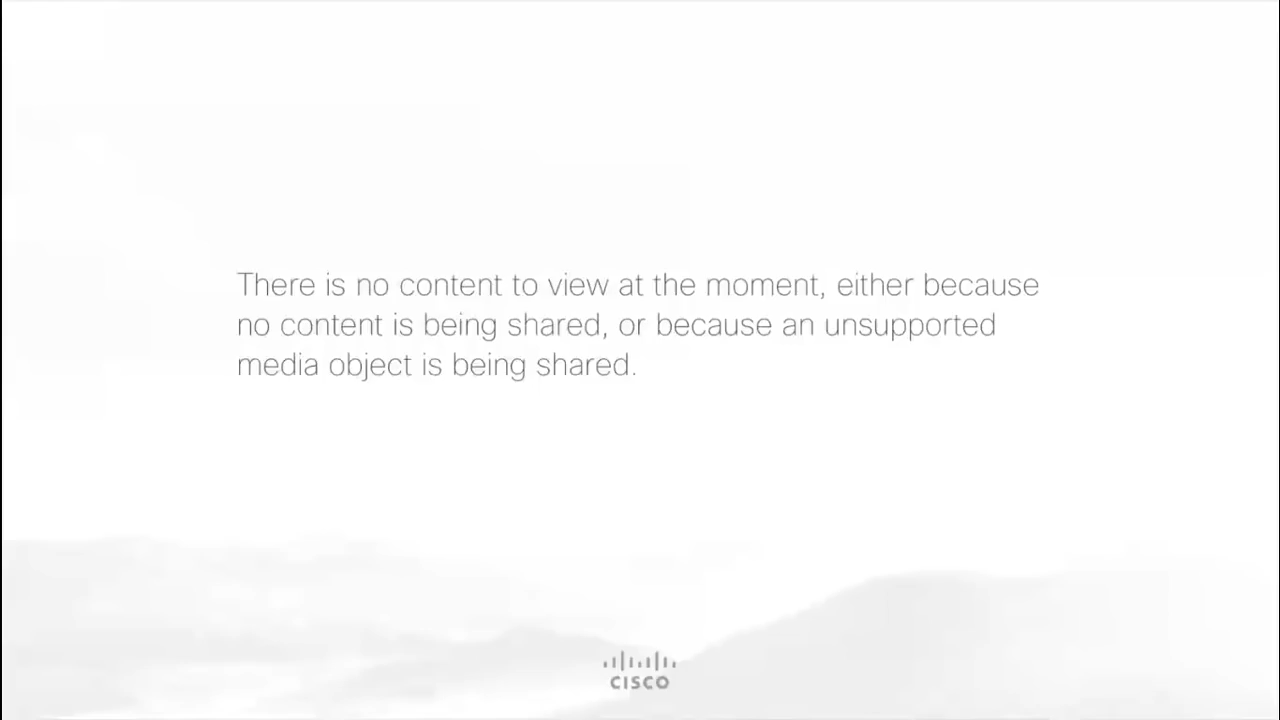 There is no content to view at the moment, either because
no content is being shared, or because an unsupported
media object is being shared.
CISCO